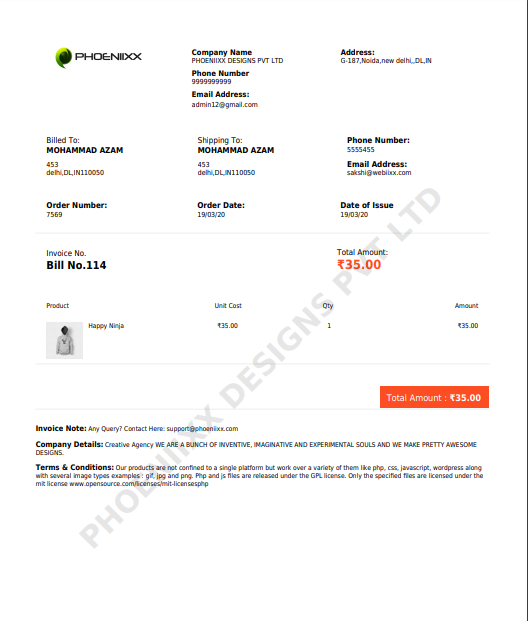 PHOENIIXX
Company Name
PHOENIIXX DESIGNS PVT LTD
Phone Number
9999999999
Email Address:
admin12@gmail.com
Address:
G-187,Noida,new delhi,,DL,IN
Billed To:
MOHAMMAD AZAM
453
delhi,DL,IN110050
Shipping To:
MOHAMMAD AZAM
453
delhi,DL,IN110050
Phone Number:
5555455
Email Address:
sakshi@webiixx.com
Order Number:
7569
Order Date:
19/03/20
Date of Issue
19/03/20
Invoice No.
Bill No.114
Total Amount:
₹35.00
Product Unit Cost Qty Amount
Happy Ninja ₹35.00 1 ₹35.00
Total Amount : ₹35.00
Invoice Note: Any Query? Contact Here: support@phoeniixx.com
Company Details: Creative Agency WE ARE A BUNCH OF INVENTIVE, IMAGINATIVE AND EXPERIMENTAL SOULS AND WE MAKE PRETTY AWESOME
DESIGNS.
Terms & Conditions: Our products are not confined to a single platform but work over a variety of them like php, css, javascript, wordpress along
with several image types examples : gif, jpg and png. Php and js files are released under the GPL license. Only the specified files are licensed under the
mit license www.opensource.com/licenses/mit-licensesphp
PHOENIIXX DESIGNS PVT LTD